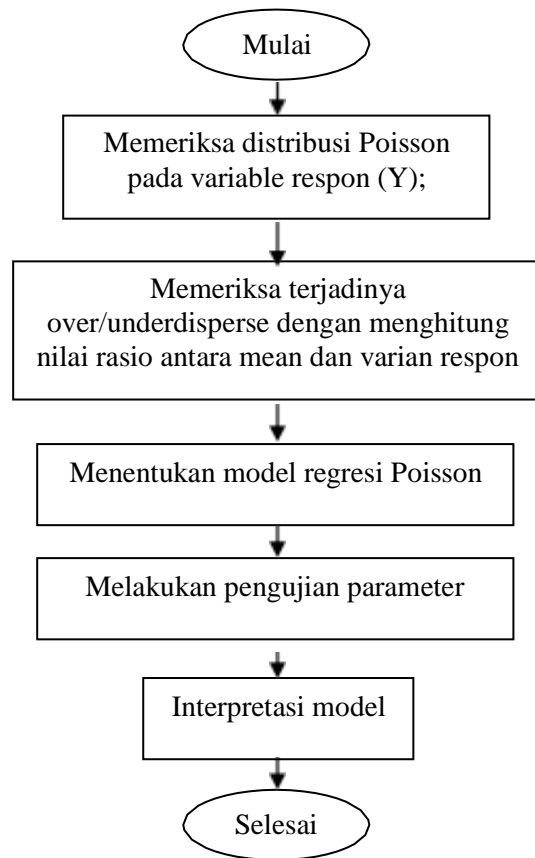 Mulai
Memeriksa distribusi Poisson
pada variable respon (Y);
Memeriksa terjadinya
over/underdisperse dengan menghitung
nilai rasio antara mean dan varian respon
Menentukan model regresi Poisson
Melakukan pengujian parameter
Interpretasi model
Selesai